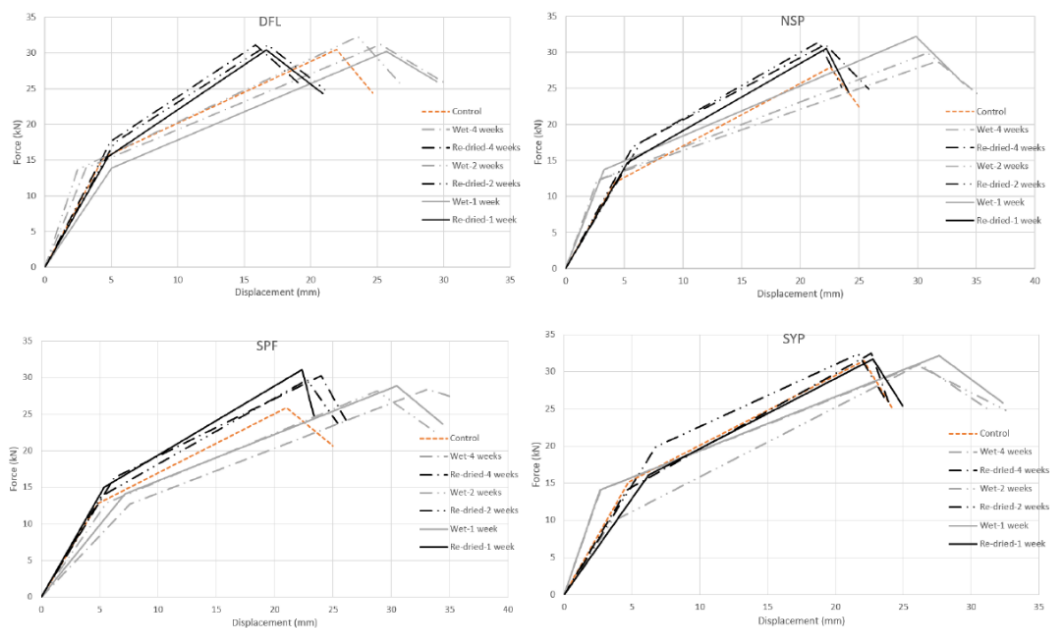 DFL
35
30
25
20
15
10
5
0
Force (kN)
0 5 10 15 20 25 30 35
Displacement (mm)
Control
Wet-4 weeks
Re-dried-4 weeks
Wet-2 weeks
Re-dried-2 weeks
Wet-1 week
Re-dried-1 week
NSP
35
30
25
20
15
10
5
0
Force (kN)
0 5 10 15 20 25 30 35 40
Displacement (mm)
Control
Wet-4 weeks
Re-dried-4 weeks
Wet-2 weeks
Re-dried-2 weeks
Wet-1 week
Re-dried-1 week
SPF
35
30
25
20
15
10
5
0
Force (kN)
0 5 10 15 20 25 30 35 40
Displacement (mm)
Control
Wet-4 weeks
Re-dried-4 weeks
Wet-2 weeks
Re-dried-2 weeks
Wet-1 week
Re-dried-1 week
SYP
35
30
25
20
15
10
5
0
Force (kN)
0 5 10 15 20 25 30 35
Displacement (mm)
Control
Wet-4 weeks
Re-dried-4 weeks
Wet-2 weeks
Re-dried-2 weeks
Wet-1 week
Re-dried-1 week